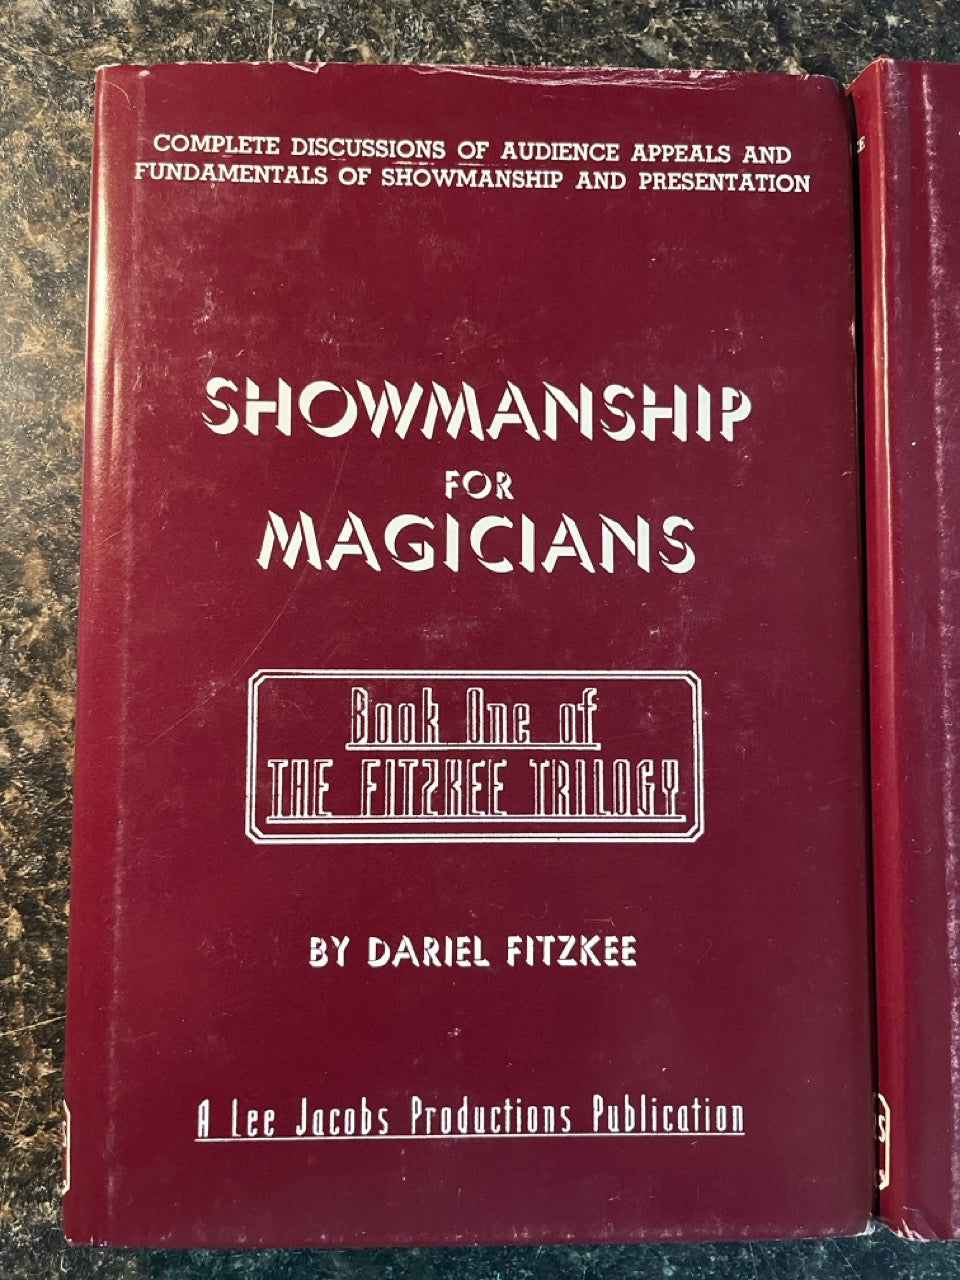 COMPLETE DISCUSSIONS OF AUDIENCE APPEALS AND
FUNDAMENTALS OF SHOWMANSHIP AND PRESENTATION
SHOWMANSHIP
FOR
MAGICIANS
Book One of
THE FITZKEE TRILOGY
BY DARIEL FITZKEE
A Lee Jacobs Productions Publication